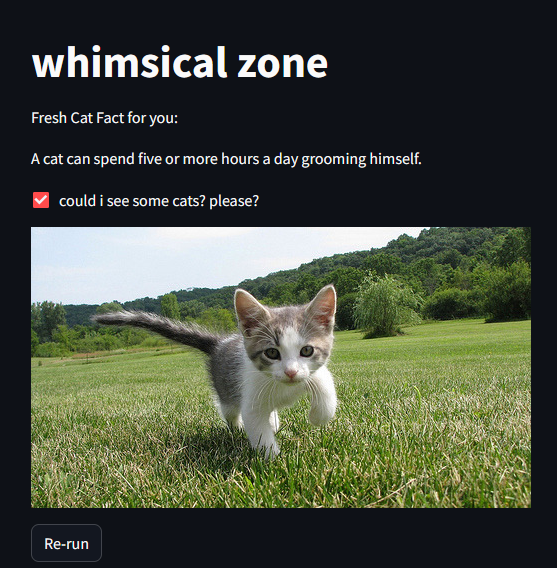 whimsical zone
Fresh Cat Fact for you:
A cat can spend five or more hours a day grooming himself.
could i see some cats? please?
Re-run